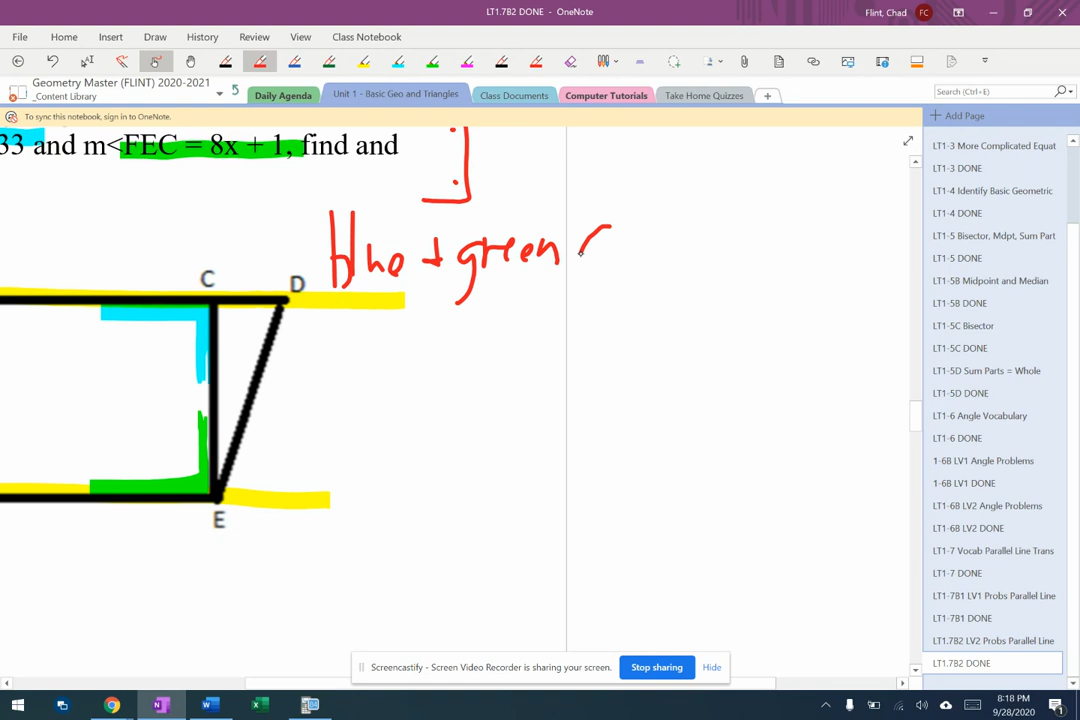 LT1.7B2 DONE - OneNote
Flint, Chad
FC
File Home Insert Draw History Review View Class Notebook
Geometry Master (FLINT) 2020-2021
_Content Library
Daily Agenda
Unit 1 - Basic Geo and Triangles
Class Documents
Computer Tutorials
Take Home Quizzes
Search (Ctrl+E)
To sync this notebook, sign in to OneNote.
Add Page
33 and m<FEC = 8x + 1, find and
blue + green
C
D
E
LT1-3 More Complicated Equat
LT1-3 DONE
LT1-4 Identify Basic Geometric
LT1-4 DONE
LT1-5 Bisector, Mdpt, Sum Part
LT1-5 DONE
LT1-5B Midpoint and Median
LT1-5B DONE
LT1-5C Bisector
LT1-5C DONE
LT1-5D Sum Parts = Whole
LT1-5D DONE
LT1-6 Angle Vocabulary
LT1-6 DONE
1-6B LV1 Angle Problems
1-6B LV1 DONE
LT1-6B LV2 Angle Problems
LT1-6B LV2 DONE
LT1-7 Vocab Parallel Line Trans
LT1-7 DONE
LT1-7B1 LV1 Probs Parallel Line
LT1-7B1 DONE
LT1.7B2 LV2 Probs Parallel Line
LT1.7B2 DONE
Screencastify - Screen Video Recorder is sharing your screen.
Stop sharing
Hide
8:18 PM
9/28/2020